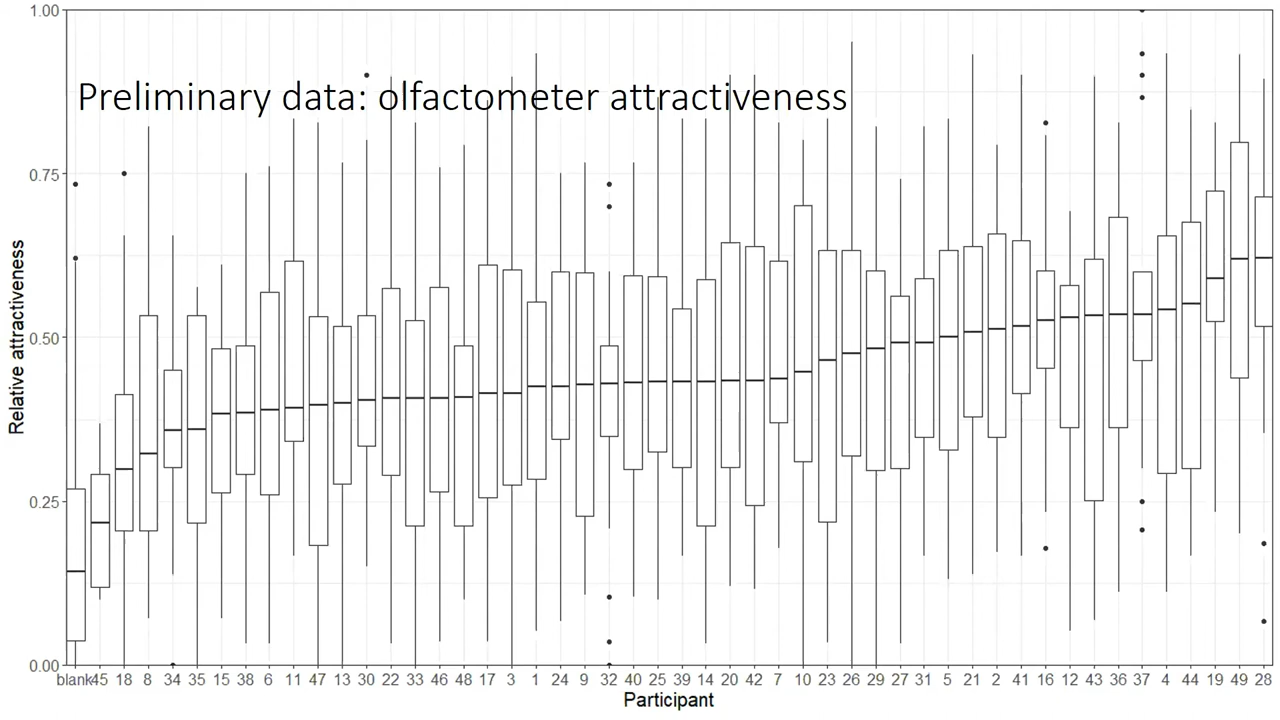 1.00
Preliminary data: olfactometer attractiveness
0.75
0.50
0.25
0.00
Relative attractiveness
blank 45 18 8 34 35 15 38 6 11 47 13 30 22 33 46 48 17 3 1 24 9 32 40 25 39 14 20 42 7 10 23 26 29 27 31 5 21 2 41 16 12 43 36 37 4 44 19 49 28
Participant